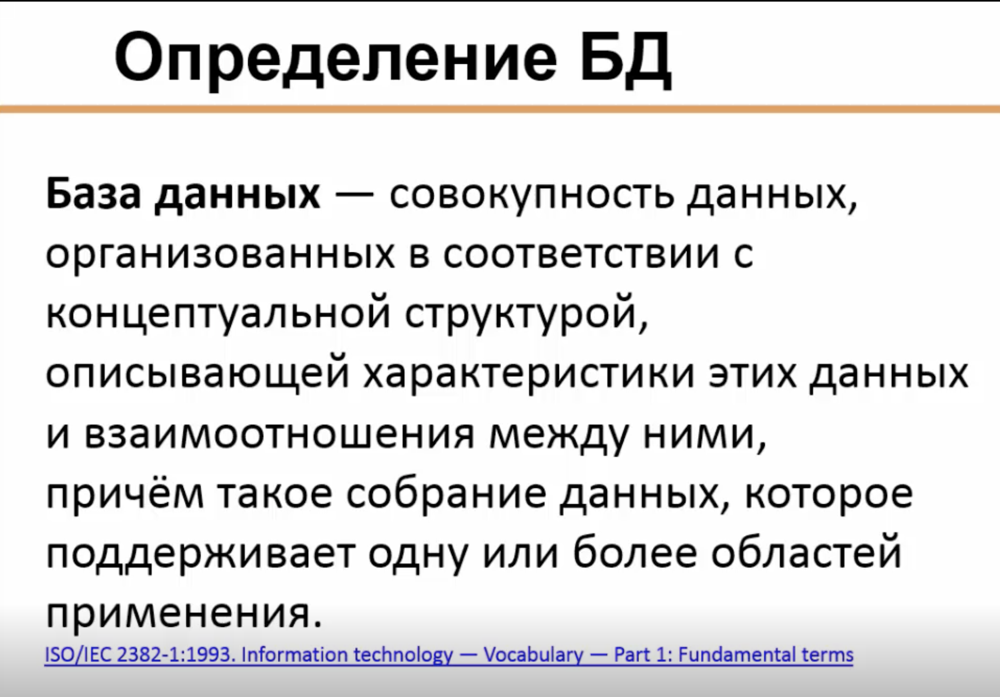 Определение БД
База данных — совокупность данных,
организованных в соответствии с
концептуальной структурой,
описывающей характеристики этих данных
и взаимоотношения между ними,
причём такое собрание данных, которое
поддерживает одну или более областей
применения.
ISO/IEC 2382-1:1993. Information technology — Vocabulary — Part 1: Fundamental terms